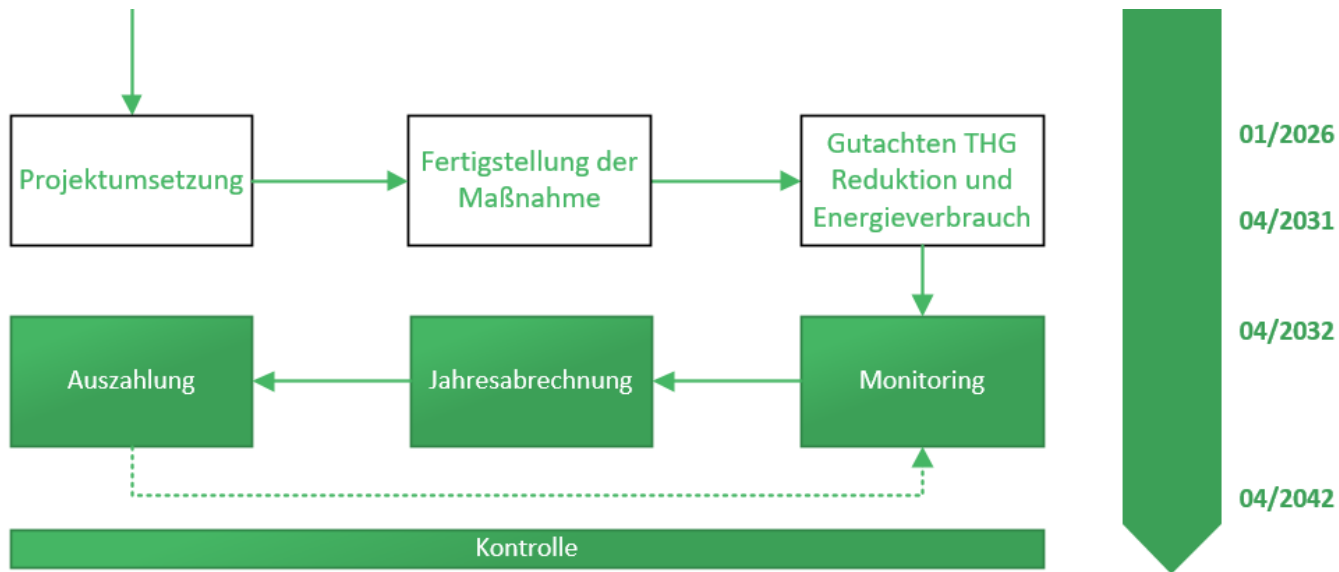 Projektumsetzung
Fertigstellung der
Maßnahme
Gutachten THG
Reduktion und
Energieverbrauch
Auszahlung
Jahresabrechnung
Monitoring
Kontrolle
01/2026
04/2031
04/2032
04/2042